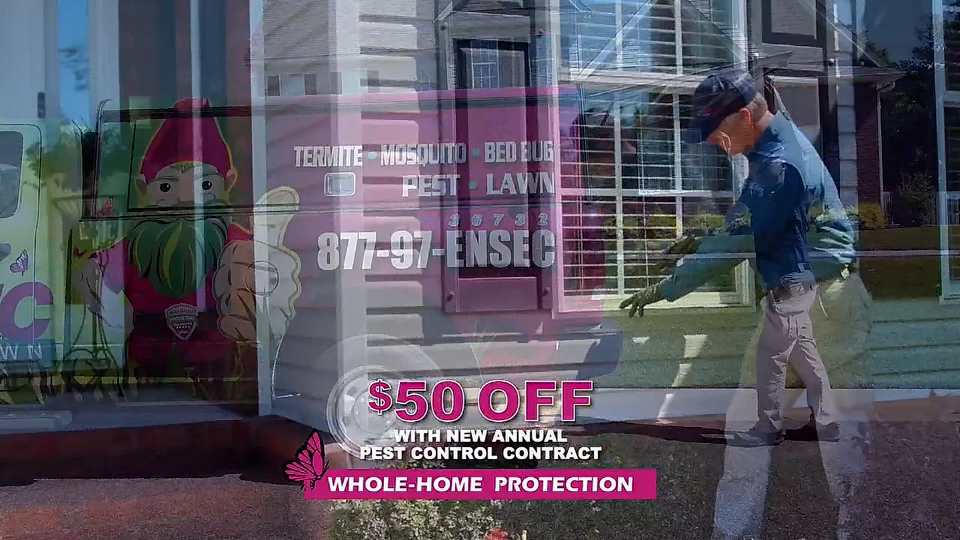 TERMITE • MOSQUITO • BED BUG
PEST • LAWN
36732
877-97-ENSEC
C
WN
$50 OFF
WITH NEW ANNUAL
PEST CONTROL CONTRACT
WHOLE-HOME PROTECTION